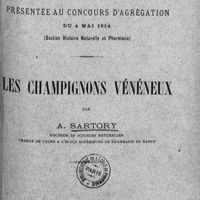 PRÉSENTÉE AU CONCOURS D'AGRÉGATION
DU 4 MAI 1914
(Section Histoire Naturelle et Pharmacie)
LES CHAMPIGNONS VÉNÉNEUX
PAR
A. SARTORY
DOCTEUR ÈS SCIENCES NATURELLES
CHARGÉ DE COURS A L'ÉCOLE SUPÉRIEURE DE PHARMACIE DE NANCY
PARIS